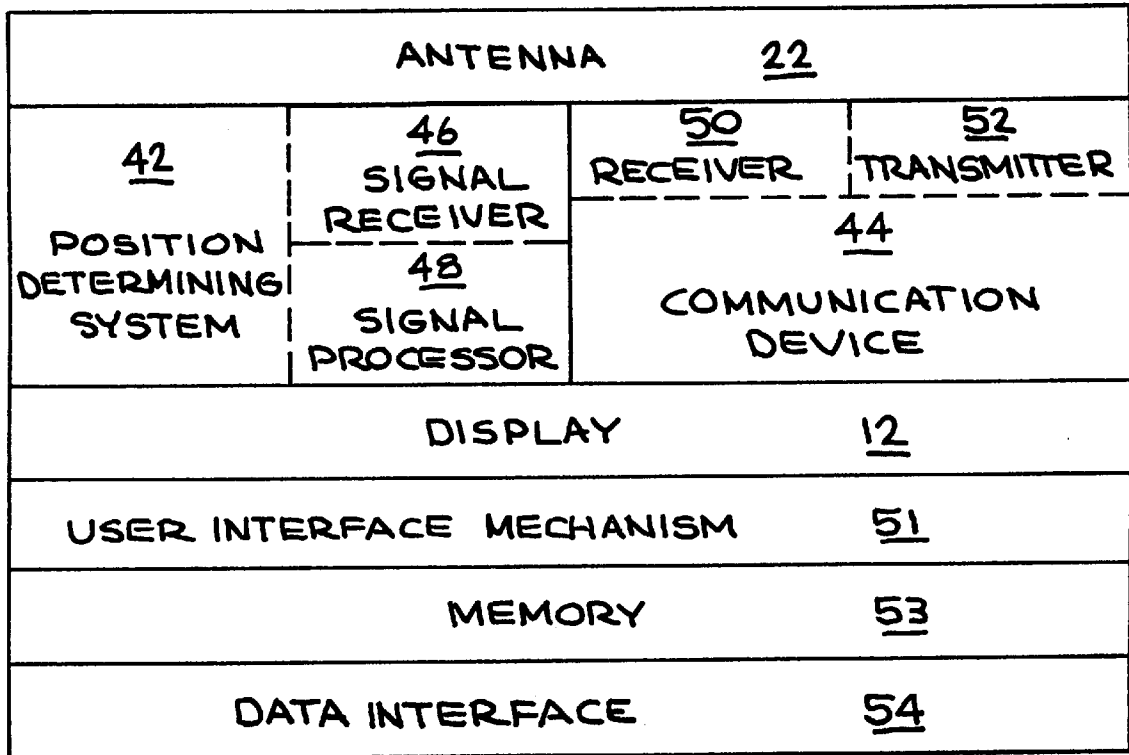 ANTENNA 22
42
POSITION
DETERMINING
SYSTEM
46
SIGNAL
RECEIVER
48
SIGNAL
PROCESSOR
50
RECEIVER
52
TRANSMITTER
44
COMMUNICATION
DEVICE
DISPLAY 12
USER INTERFACE MECHANISM 51
MEMORY 53
DATA INTERFACE 54